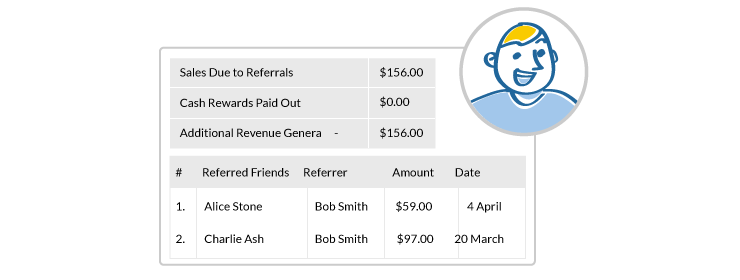 Sales Due to Referrals $156.00
Cash Rewards Paid Out $0.00
Additional Revenue Genera - $156.00
# Referred Friends Referrer Amount Date
1. Alice Stone Bob Smith $59.00 4 April
2. Charlie Ash Bob Smith $97.00 20 March